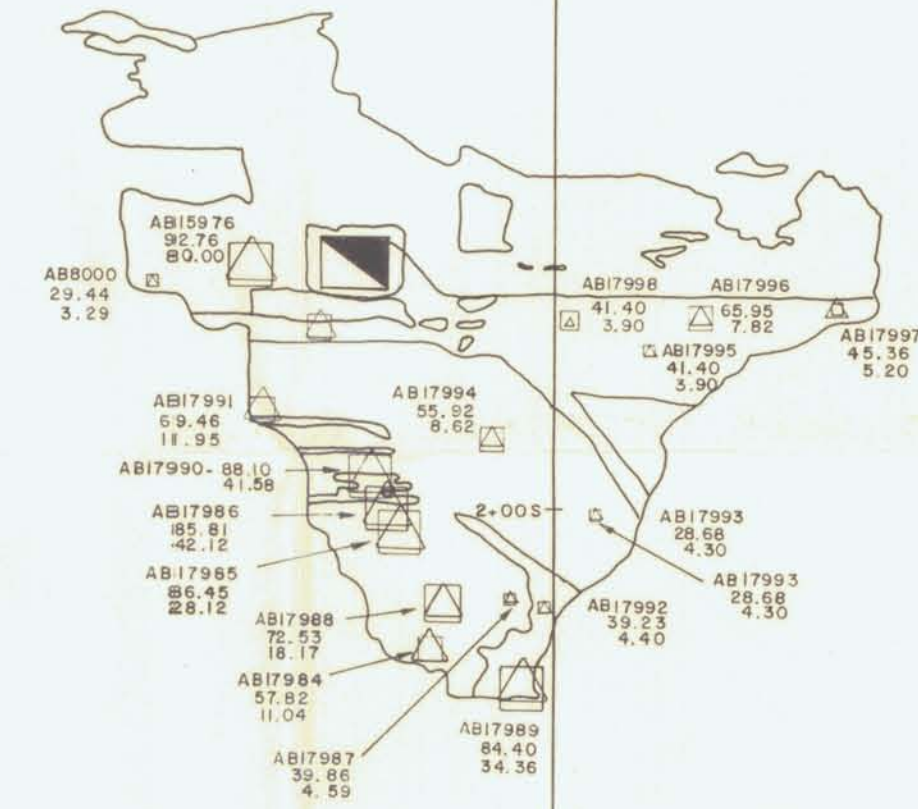 AB15976
92.76
80.00
AB8000
29.44
3.29
AB17998
41.40
3.90
AB17996
65.95
7.82
AB17997
45.36
5.20
AB17995
41.40
3.90
AB17994
55.92
8.62
AB17991
69.46
11.95
AB17990- 88.10
41.58
AB17986
185.81
42.12
2+00S
AB17993
28.68
4.30
AB17985
86.45
28.12
AB17993
28.68
4.30
AB17992
39.23
4.40
AB17988
72.53
18.17
AB17984
57.82
11.04
AB17989
84.40
34.36
AB17987
39.86
4.59